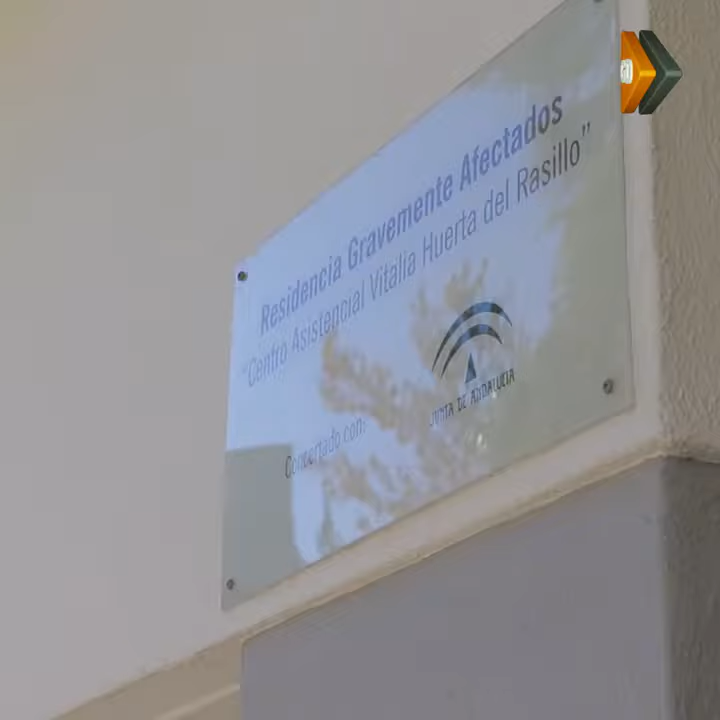 Residencia Gravemente Afectados
"Centro Asistencial Vitalia Huerta del Rasillo"
Concertado con:
JUNTA DE ANDALUCIA